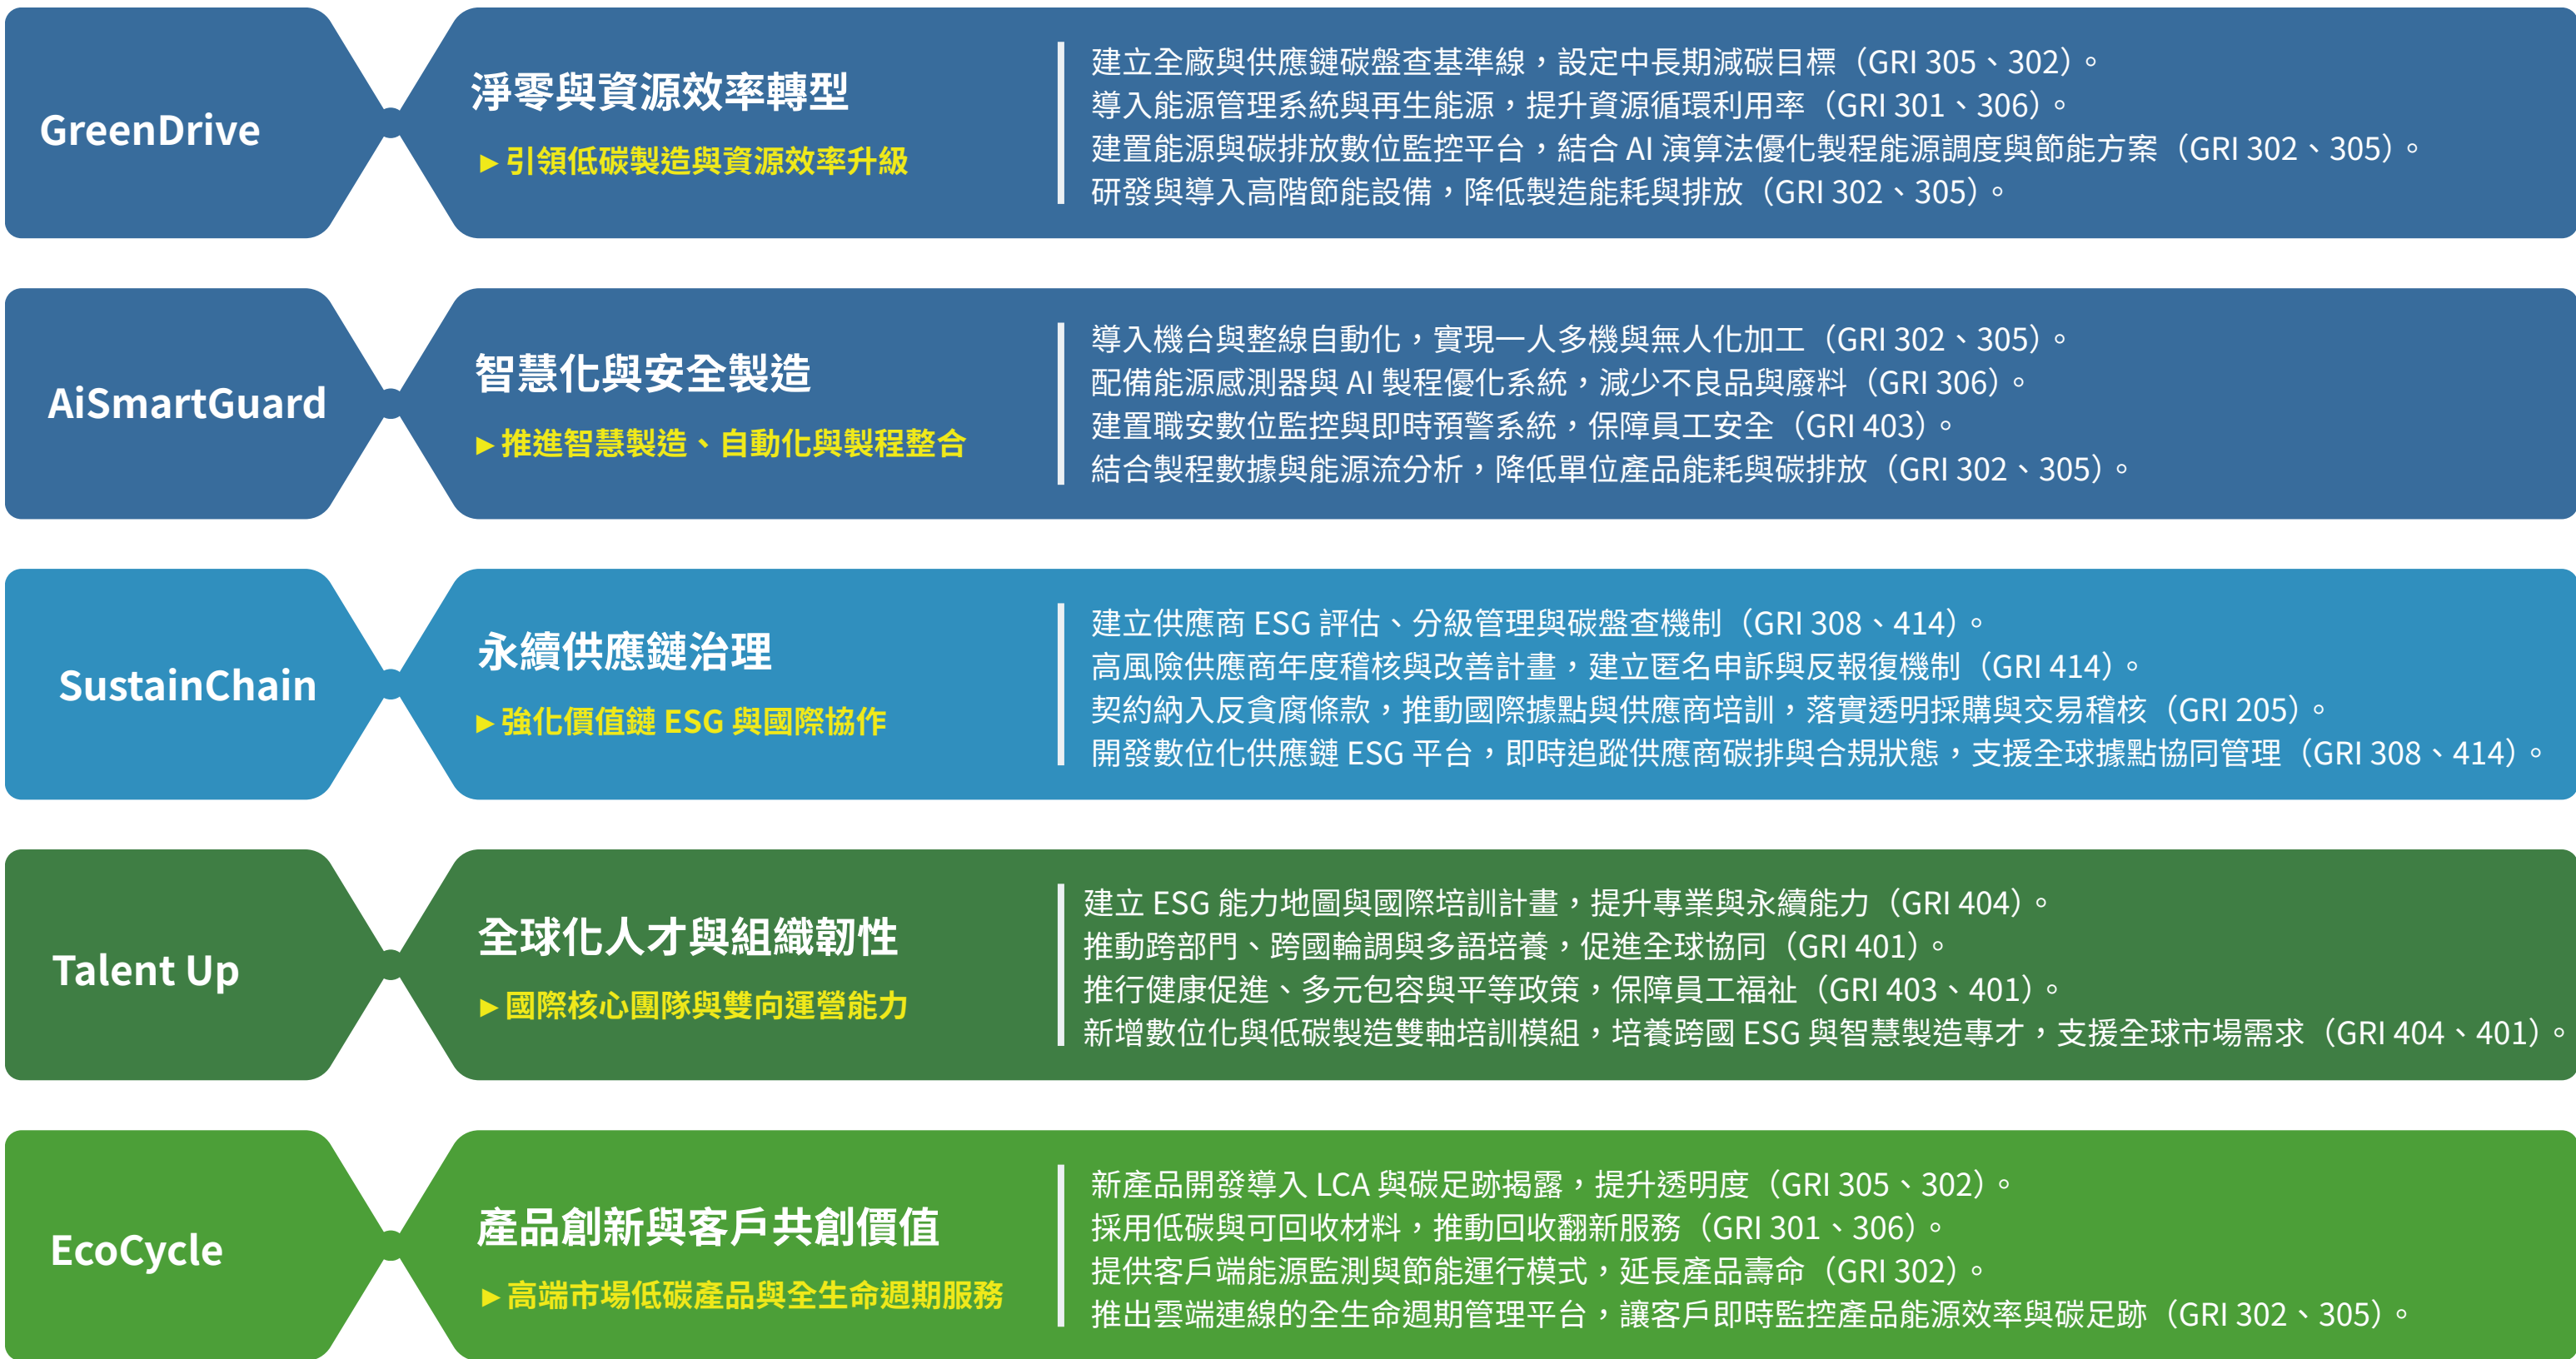 GreenDrive
淨零與資源效率轉型
▶引領低碳製造與資源效率升級
建立全廠與供應鏈碳盤查基準線，設定中長期減碳目標（GRI 305、302）。
導入能源管理系統與再生能源，提升資源循環利用率（GRI 301、306）。
建置能源與碳排放數位監控平台，結合 AI 演算法優化製程能源調度與節能方案（GRI 302、305）。
研發與導入高階節能設備，降低製造能耗與排放（GRI 302、305）。
AiSmartGuard
智慧化與安全製造
▶推進智慧製造、自動化與製程整合
導入機台與整線自動化，實現一人多機與無人化加工（GRI 302、305）。
配備能源感測器與 AI 製程優化系統，減少不良品與廢料（GRI 306）。
建置職安數位監控與即時預警系統，保障員工安全（GRI 403）。
結合製程數據與能源流分析，降低單位產品能耗與碳排放（GRI 302、305）。
SustainChain
永續供應鏈治理
▶強化價值鏈 ESG 與國際協作
建立供應商 ESG 評估、分級管理與碳盤查機制（GRI 308、414）。
高風險供應商年度稽核與改善計畫，建立匿名申訴與反報復機制（GRI 414）。
契約納入反貪腐條款，推動國際據點與供應商培訓，落實透明採購與交易稽核（GRI 205）。
開發數位化供應鏈 ESG 平台，即時追蹤供應商碳排與合規狀態，支援全球據點協同管理（GRI 308、414）。
Talent Up
全球化人才與組織韌性
▶國際核心團隊與雙向運營能力
建立 ESG 能力地圖與國際培訓計畫，提升專業與永續能力（GRI 404）。
推動跨部門、跨國輪調與多語培養，促進全球協同（GRI 401）。
推行健康促進、多元包容與平等政策，保障員工福祉（GRI 403、401）。
新增數位化與低碳製造雙軸培訓模組，培養跨國 ESG 與智慧製造專才，支援全球市場需求（GRI 404、401）。
EcoCycle
產品創新與客戶共創價值
▶高端市場低碳產品與全生命週期服務
新產品開發導入 LCA 與碳足跡揭露，提升透明度（GRI 305、302）。
採用低碳與可回收材料，推動回收翻新服務（GRI 301、306）。
提供客戶端能源監測與節能運行模式，延長產品壽命（GRI 302）。
推出雲端連線的全生命週期管理平台，讓客戶即時監控產品能源效率與碳足跡（GRI 302、305）。